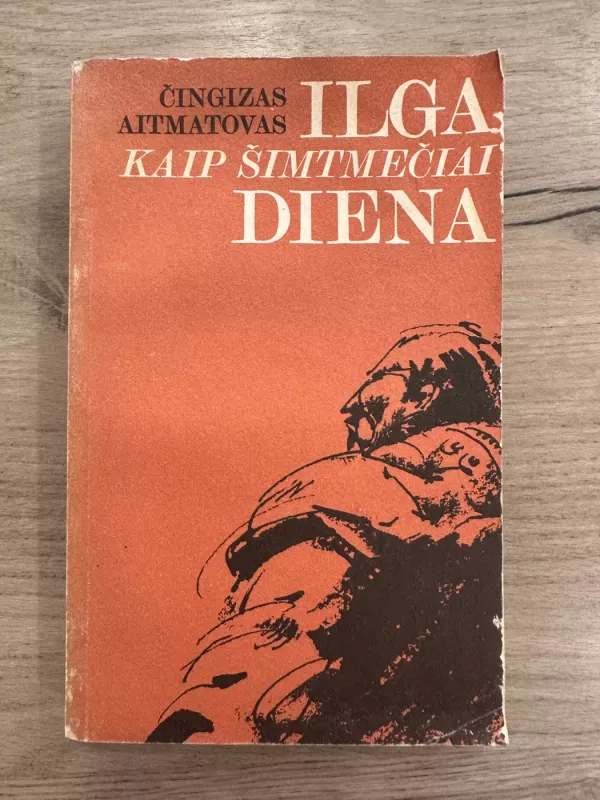 ČINGIZAS
AITMATOVAS
ILGA
KAIP ŠIMTMEČIAI
DIENA